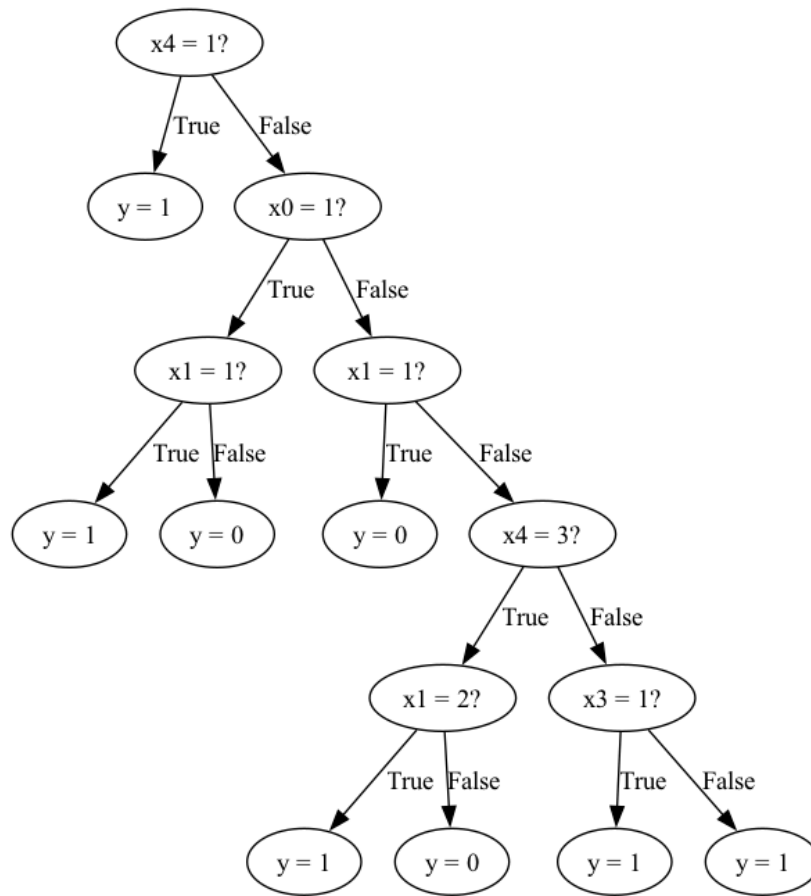 x4 = 1?
True
False
y = 1
x0 = 1?
True
False
x1 = 1?
x1 = 1?
True
False
True
False
y = 1
y = 0
y = 0
x4 = 3?
True
False
x1 = 2?
x3 = 1?
True
False
True
False
y = 1
y = 0
y = 1
y = 1